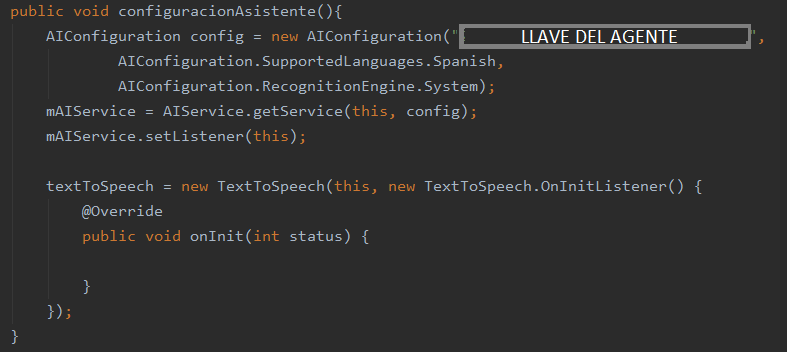 public void configuracionAsistente(){
AIConfiguration config = new AIConfiguration("LLAVE DEL AGENTE",
AIConfiguration.SupportedLanguages.Spanish,
AIConfiguration.RecognitionEngine.System);
mAIService = AIService.getService(this, config);
mAIService.setListener(this);
textToSpeech = new TextToSpeech(this, new TextToSpeech.OnInitListener() {
@Override
public void onInit(int status) {
}
});
}